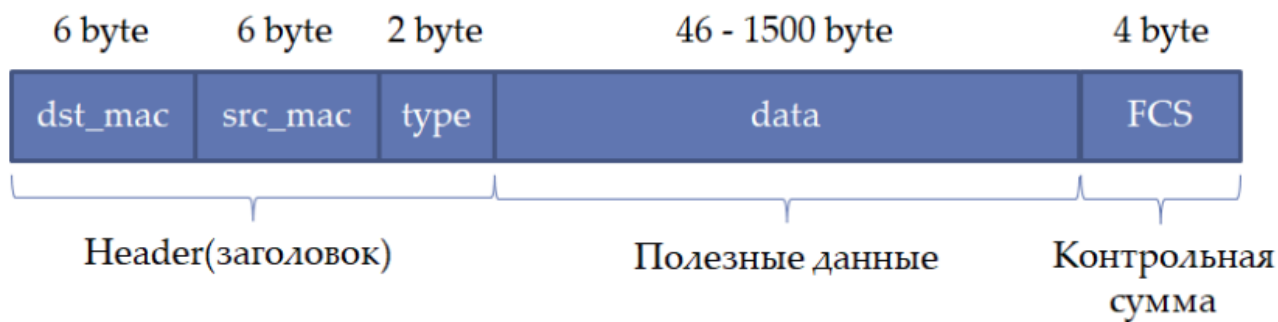 6 byte 6 byte 2 byte 46 - 1500 byte 4 byte
dst_mac src_mac type data FCS
Header(заголовок) Полезные данные Контрольная
сумма